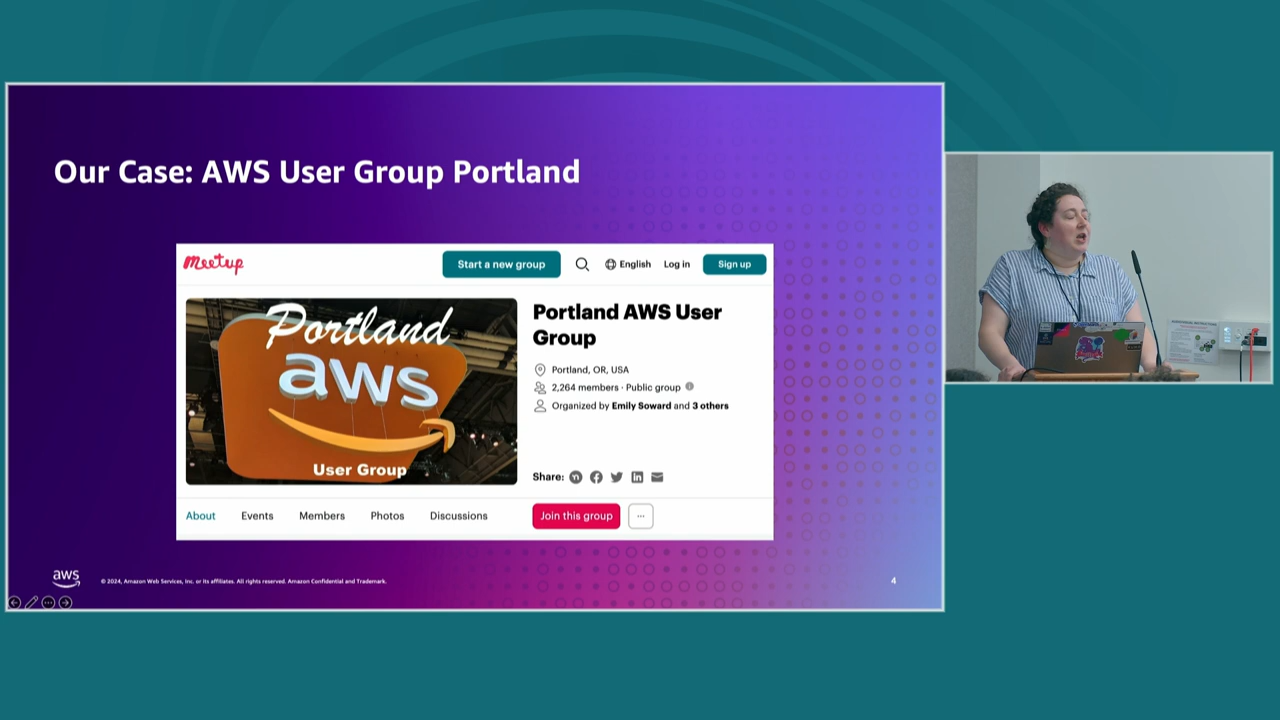 Our Case: AWS User Group Portland
Meetup
Start a new group
English
Log in
Sign up
Portland
aws
User Group
Portland AWS User
Group
Portland, OR, USA
2,264 members · Public group
Organized by Emily Soward and 3 others
Share:
About
Events
Members
Photos
Discussions
Join this group
...
aws
© 2024, Amazon Web Services, Inc. or its affiliates. All rights reserved. Amazon Confidential and Trademark.
4